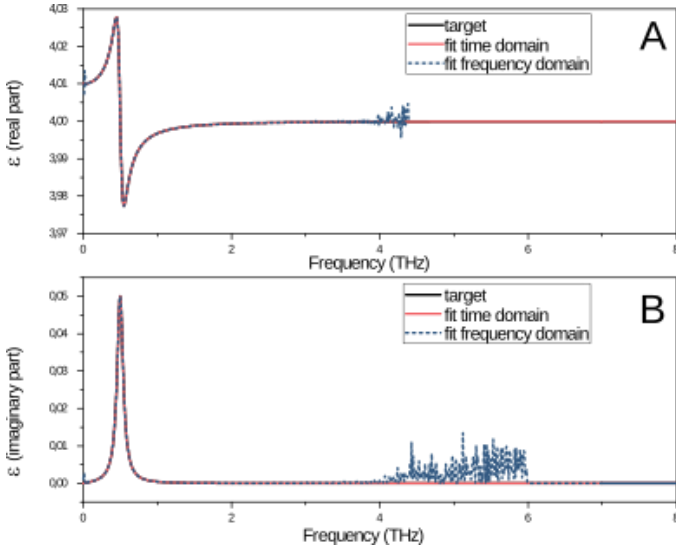 4,03
4,02
4,01
4,00
3,99
3,98
3,97
ε (real part)
target
fit time domain
fit frequency domain
A
0 2 4 6 8
Frequency (THz)
0,05
0,04
0,03
0,02
0,01
0,00
ε (imaginary part)
target
fit time domain
fit frequency domain
B
0 2 4 6 8
Frequency (THz)